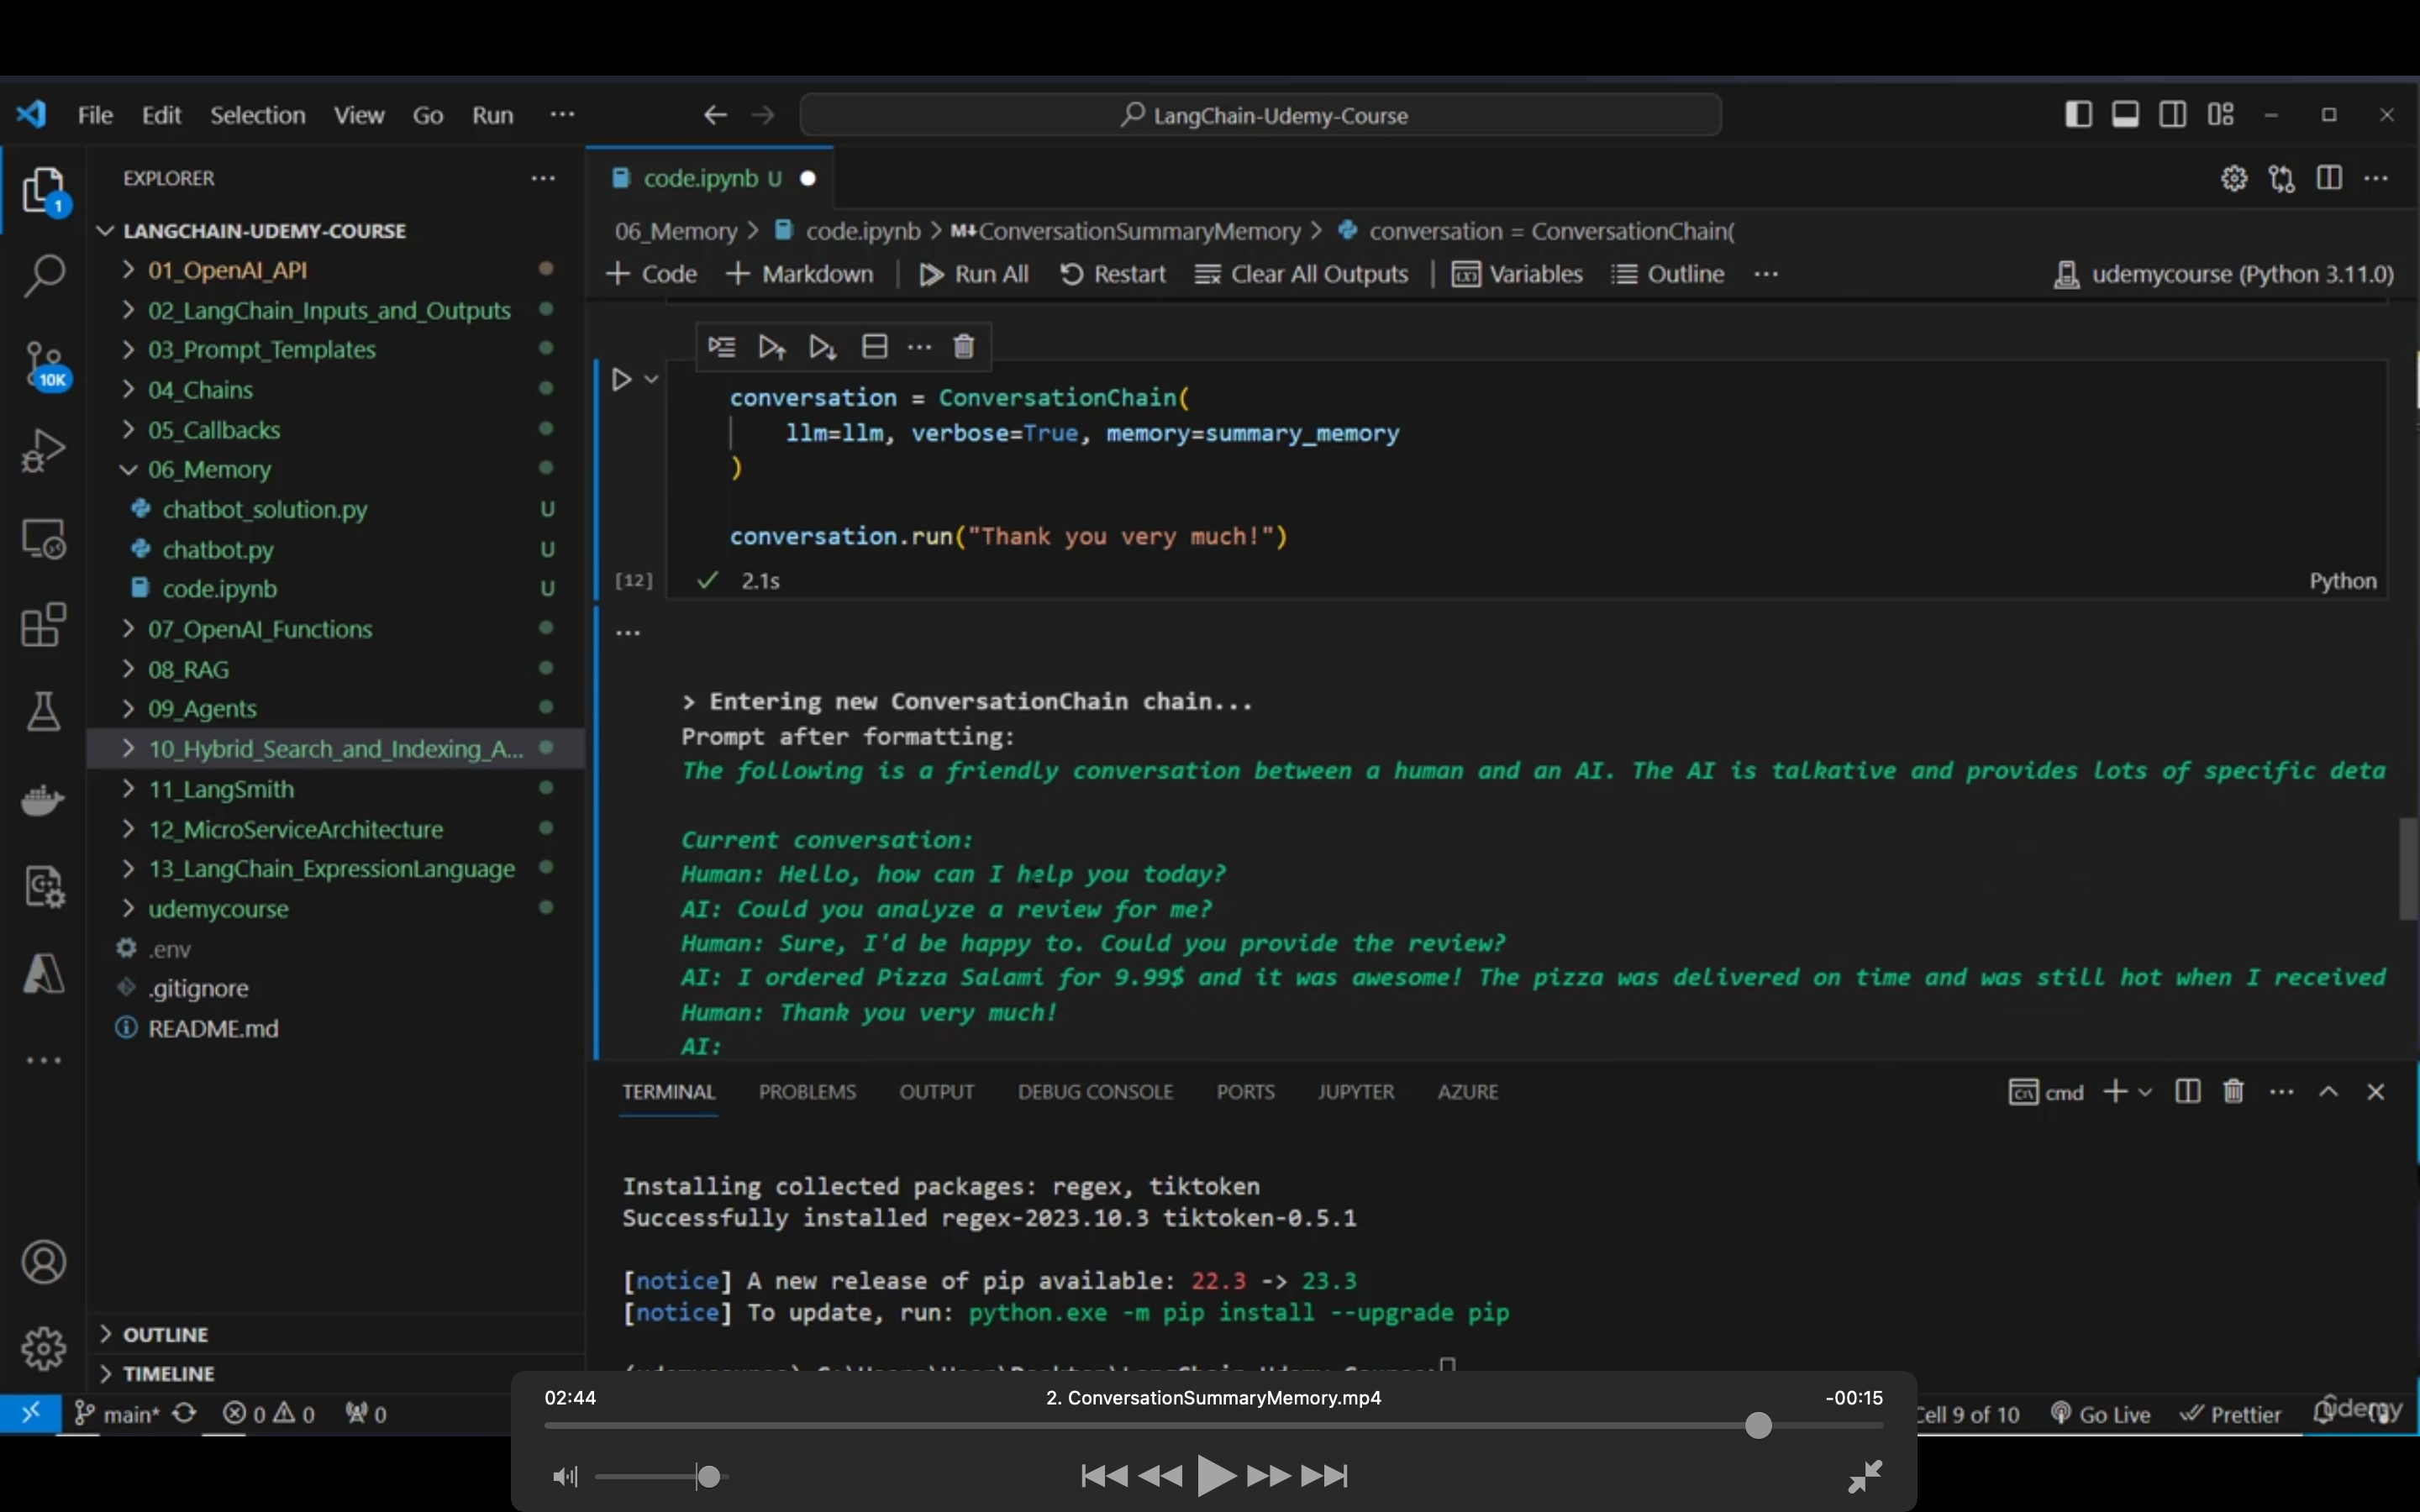 File Edit Selection View Go Run ···
LangChain-Udemy-Course
EXPLORER
1
10K
LANGCHAIN-UDEMY-COURSE
01_OpenAI_API
02_LangChain_Inputs_and_Outputs
03_Prompt_Templates
04_Chains
05_Callbacks
06_Memory
chatbot_solution.py U
chatbot.py U
code.ipynb U
07_OpenAI_Functions
08_RAG
09_Agents
10_Hybrid_Search_and_Indexing_A...
11_LangSmith
12_MicroServiceArchitecture
13_LangChain_ExpressionLanguage
udemycourse
.env
.gitignore
README.md
OUTLINE
TIMELINE
code.ipynb U
06_Memory > code.ipynb > M↓ConversationSummaryMemory > conversation = ConversationChain(
+ Code + Markdown | Run All Restart Clear All Outputs | Variables Outline ···
udemycourse (Python 3.11.0)
conversation = ConversationChain(
llm=llm, verbose=True, memory=summary_memory
)
conversation.run("Thank you very much!")
[12] ✓ 2.1s
Python
...
> Entering new ConversationChain chain...
Prompt after formatting:
The following is a friendly conversation between a human and an AI. The AI is talkative and provides lots of specific deta
Current conversation:
Human: Hello, how can I help you today?
AI: Could you analyze a review for me?
Human: Sure, I'd be happy to. Could you provide the review?
AI: I ordered Pizza Salami for 9.99$ and it was awesome! The pizza was delivered on time and was still hot when I received
Human: Thank you very much!
AI:
TERMINAL PROBLEMS OUTPUT DEBUG CONSOLE PORTS JUPYTER AZURE
cmd
Installing collected packages: regex, tiktoken
Successfully installed regex-2023.10.3 tiktoken-0.5.1
[notice] A new release of pip available: 22.3 -> 23.3
[notice] To update, run: python.exe -m pip install --upgrade pip
02:44
2. ConversationSummaryMemory.mp4
-00:15
main* 0 0 0
Cell 9 of 10 Go Live Prettier
udemy